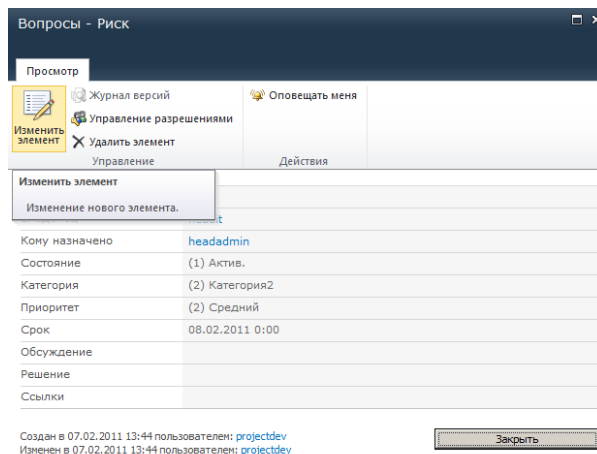 Вопросы - Риск
Просмотр
Изменить элемент
Журнал версий
Управление разрешениями
Удалить элемент
Управление
Оповещать меня
Действия
Изменить элемент
Изменение нового элемента.
Кому назначено headadmin
Состояние (1) Актив.
Категория (2) Категория2
Приоритет (2) Средний
Срок 08.02.2011 0:00
Обсуждение
Решение
Ссылки
Создан в 07.02.2011 13:44 пользователем: projectdev
Изменен в 07.02.2011 13:44 пользователем: projectdev
Закрыть